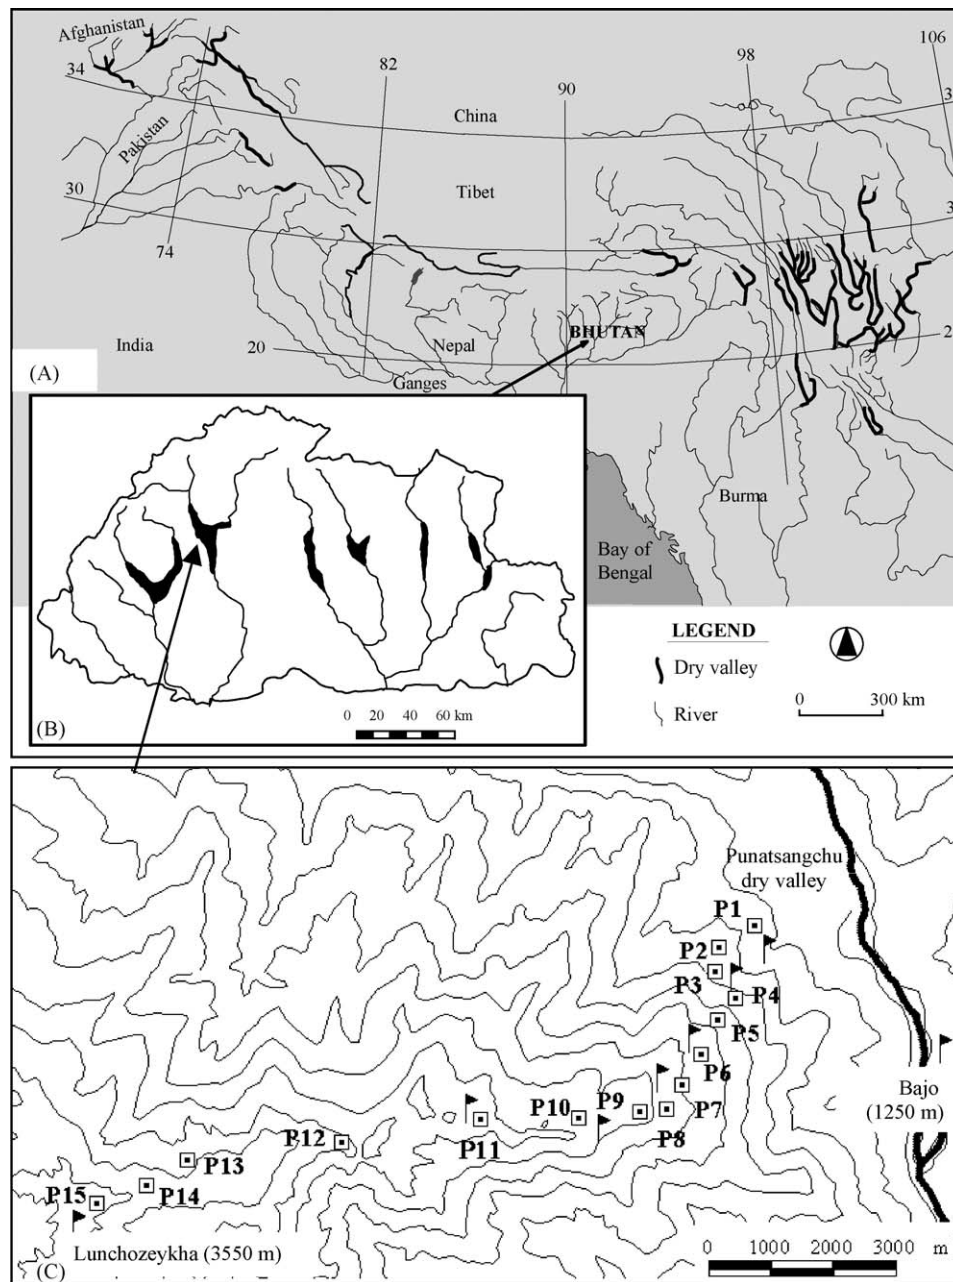 Afghanistan
106
34
82
98
90
China
3
Pakistan
Tibet
30
3
74
BHUTAN
India
20
Nepal
2
(A)
Ganges
Burma
Bay of
Bengal
LEGEND
Dry valley
0 300 km
River
0 20 40 60 km
(B)
Punatsangchu
dry valley
P1
P2
P3
P4
P5
P6
Bajo
(1250 m)
P7
P8
P9
P10
P11
P12
P13
P14
P15
Lunchozeykha (3550 m)
0 1000 2000 3000 m
(C)